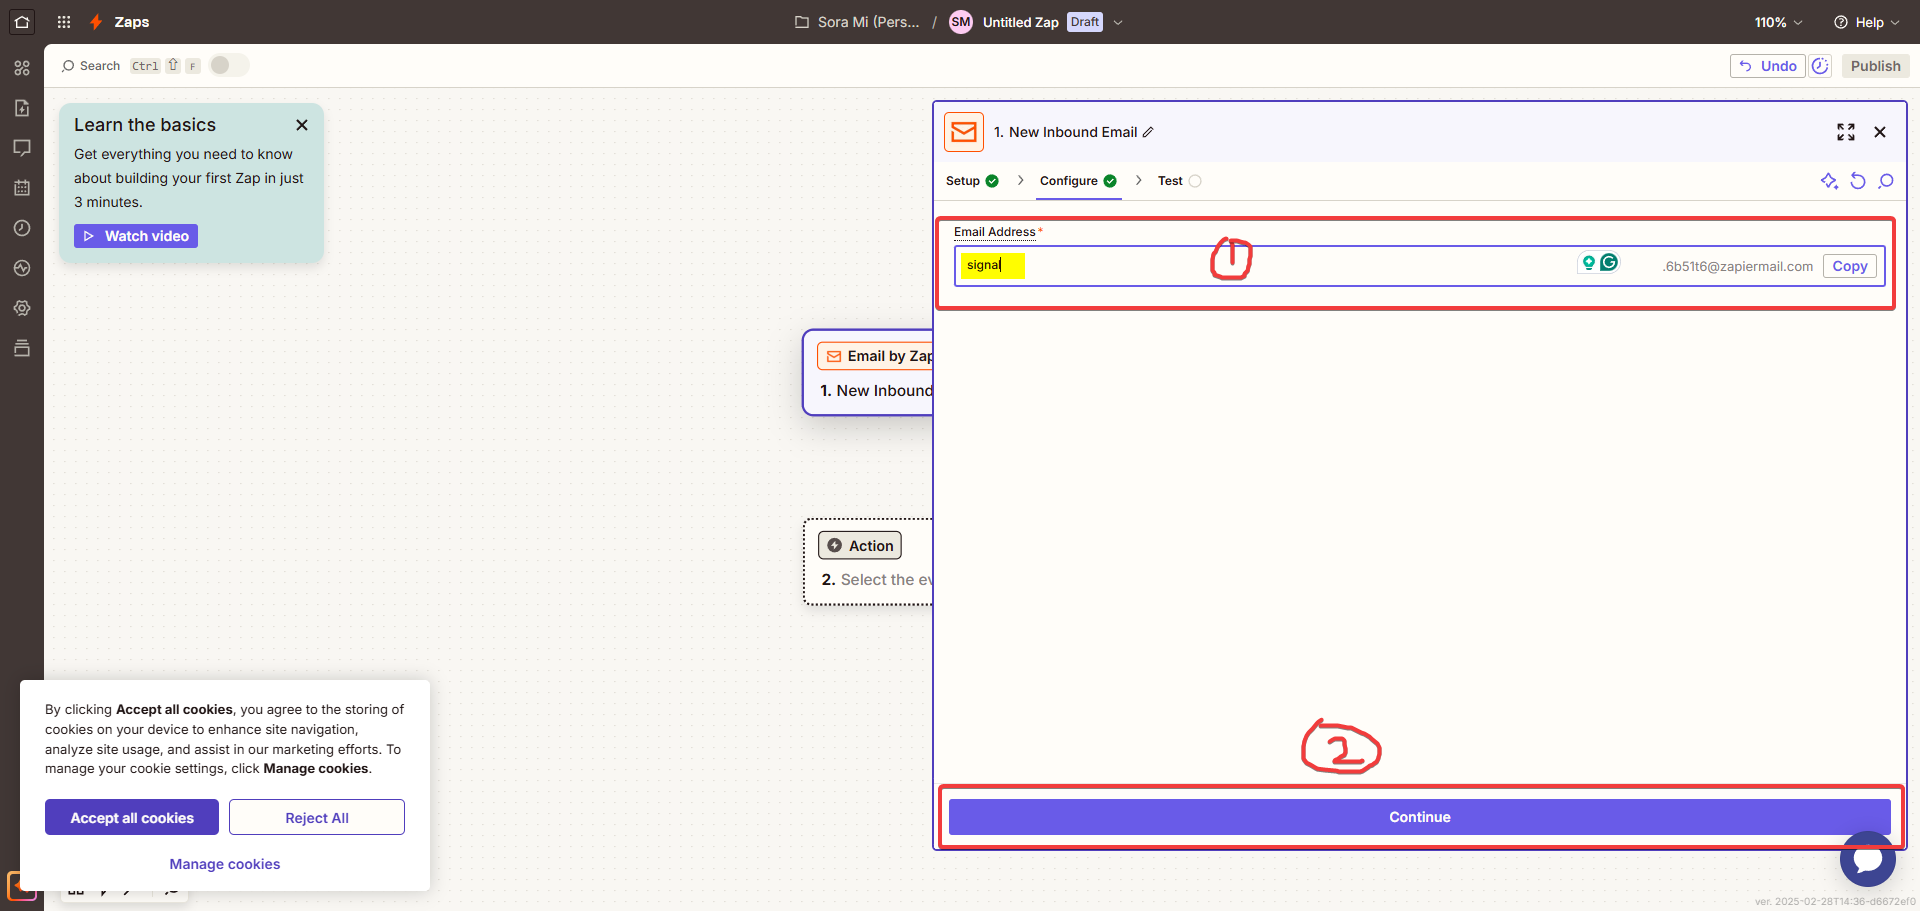 Zaps
Sora Mi (Pers... / SM Untitled Zap Draft
110%
Help
Search Ctrl ⇧ F
Undo
Publish
Learn the basics
Get everything you need to know
about building your first Zap in just
3 minutes.
Watch video
1. New Inbound Email
Setup > Configure > Test
Email Address*
signal
.6b51t6@zapiermail.com Copy
1
Email by Zap
1. New Inbound
Action
2. Select the ev
2
Continue
By clicking Accept all cookies, you agree to the storing of
cookies on your device to enhance site navigation,
analyze site usage, and assist in our marketing efforts. To
manage your cookie settings, click Manage cookies.
Accept all cookies
Reject All
Manage cookies
ver. 2025-02-28T14:36-d6672ef0